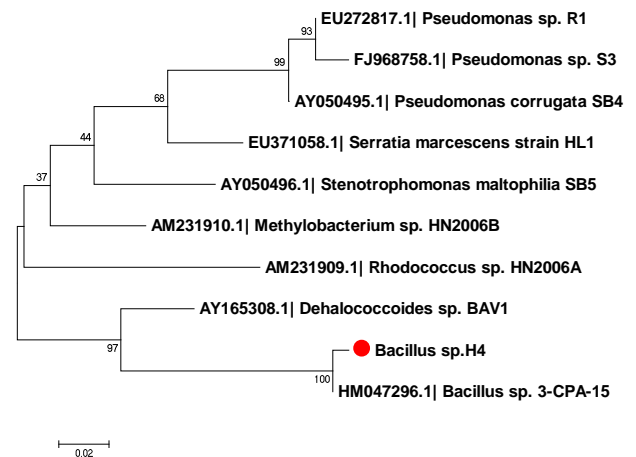 EU272817.1| Pseudomonas sp. R1
93
FJ968758.1| Pseudomonas sp. S3
99
AY050495.1| Pseudomonas corrugata SB4
68
EU371058.1| Serratia marcescens strain HL1
44
AY050496.1| Stenotrophomonas maltophilia SB5
37
AM231910.1| Methylobacterium sp. HN2006B
AM231909.1| Rhodococcus sp. HN2006A
AY165308.1| Dehalococcoides sp. BAV1
97
Bacillus sp.H4
100
HM047296.1| Bacillus sp. 3-CPA-15
0.02